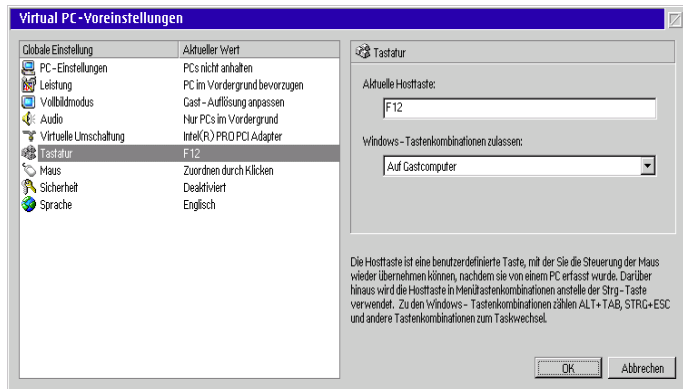 Virtual PC-Voreinstellungen
Globale Einstellung Aktueller Wert
PC-Einstellungen PCs nicht anhalten
Leistung PC im Vordergrund bevorzugen
Vollbildmodus Gast-Auflösung anpassen
Audio Nur PCs im Vordergrund
Virtuelle Umschaltung Intel(R) PRO PCI Adapter
Tastatur F12
Maus Zuordnen durch Klicken
Sicherheit Deaktiviert
Sprache Englisch
Tastatur
Aktuelle Hosttaste:
F12
Windows-Tastenkombinationen zulassen:
Auf Gastcomputer
Die Hosttaste ist eine benutzerdefinierte Taste, mit der Sie die Steuerung der Maus
wieder übernehmen können, nachdem sie von einem PC erfasst wurde. Darüber
hinaus wird die Hosttaste in Menütastenkombinationen anstelle der Strg-Taste
verwendet. Zu den Windows-Tastenkombinationen zählen ALT+TAB, STRG+ESC
und andere Tastenkombinationen zum Taskwechsel.
OK Abbrechen